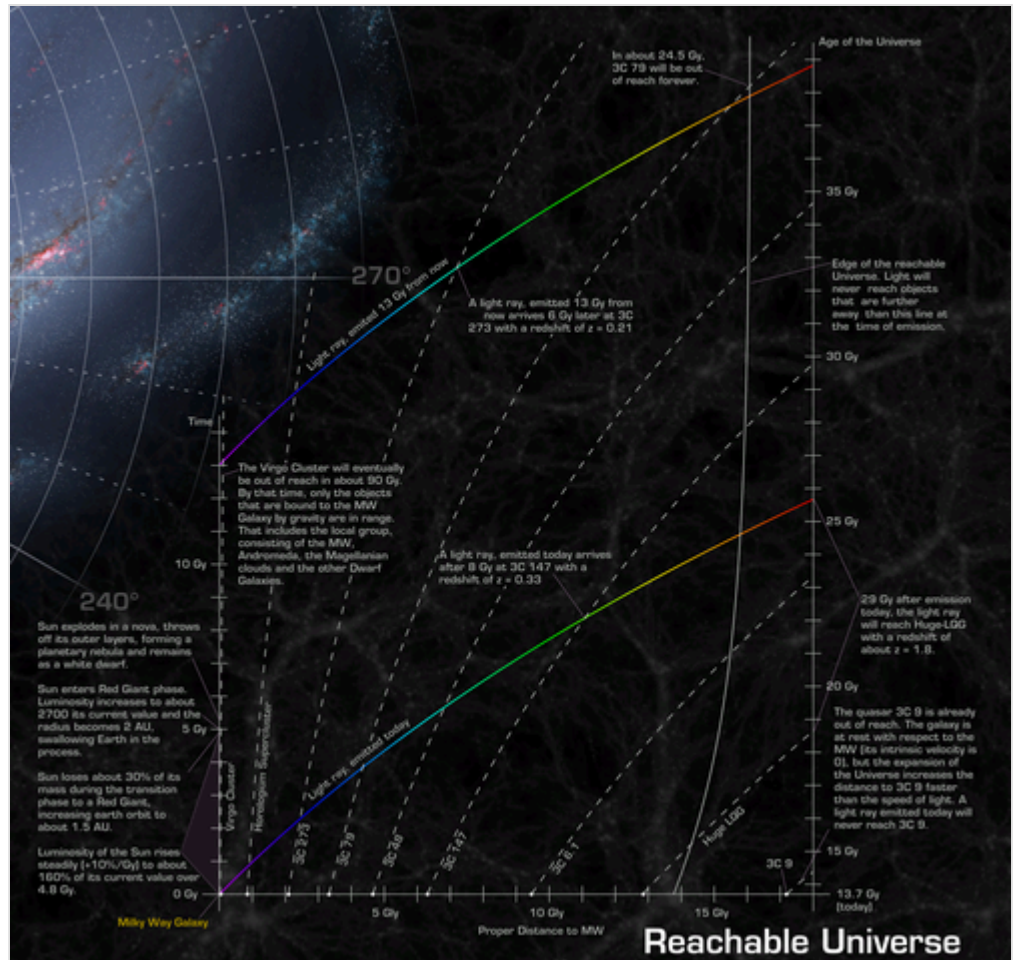 Age of the Universe
In about 24.5 Gy,
3C 79 will be out
of reach forever.
35 Gy
Edge of the reachable
Universe. Light will
never reach objects
that are further
away than this line at
the time of emission.
270°
Light ray, emitted 13 Gy from now
A light ray, emitted 13 Gy from
now arrives 6 Gy later at 3C
273 with a redshift of z = 0.21
30 Gy
Time
The Virgo Cluster will eventually
be out of reach in about 90 Gy.
By that time, only the objects
that are bound to the MW
Galaxy by gravity are in range.
That includes the local group,
consisting of the MW,
Andromeda, the Magellanian
clouds and the other Dwarf
Galaxies.
25 Gy
A light ray, emitted today arrives
after 8 Gy at 3C 147 with a
redshift of z = 0.33
10 Gy
240°
29 Gy after emission
today, the light ray
will reach Huge-LQG
with a redshift of
about z = 1.8.
Sun explodes in a nova, throws
off its outer layers, forming a
planetary nebula and remains
as a white dwarf.
Sun enters Red Giant phase.
Luminosity increases to about
2700 its current value and the
radius becomes 2 AU,
swallowing Earth in the
process.
20 Gy
5 Gy
The quasar 3C 9 is already
out of reach. The galaxy is
at rest with respect to the
MW (its intrinsic velocity is
0), but the expansion of
the Universe increases the
distance to 3C 9 faster
than the speed of light. A
light ray emitted today will
never reach 3C 9.
Sun loses about 30% of its
mass during the transition
phase to a Red Giant,
increasing earth orbit to
about 1.5 AU.
Light ray, emitted today
Virgo Cluster
Supercluster
3C 273
3C 79
3C 147
Huge LQG
3C 9
15 Gy
Luminosity of the Sun rises
steadily (+10%/Gy) to about
160% of its current value over
4.8 Gy.
0 Gy
13.7 Gy
(today)
Milky Way Galaxy
5 Gly
10 Gly
15 Gly
Proper Distance to MW
Reachable Universe